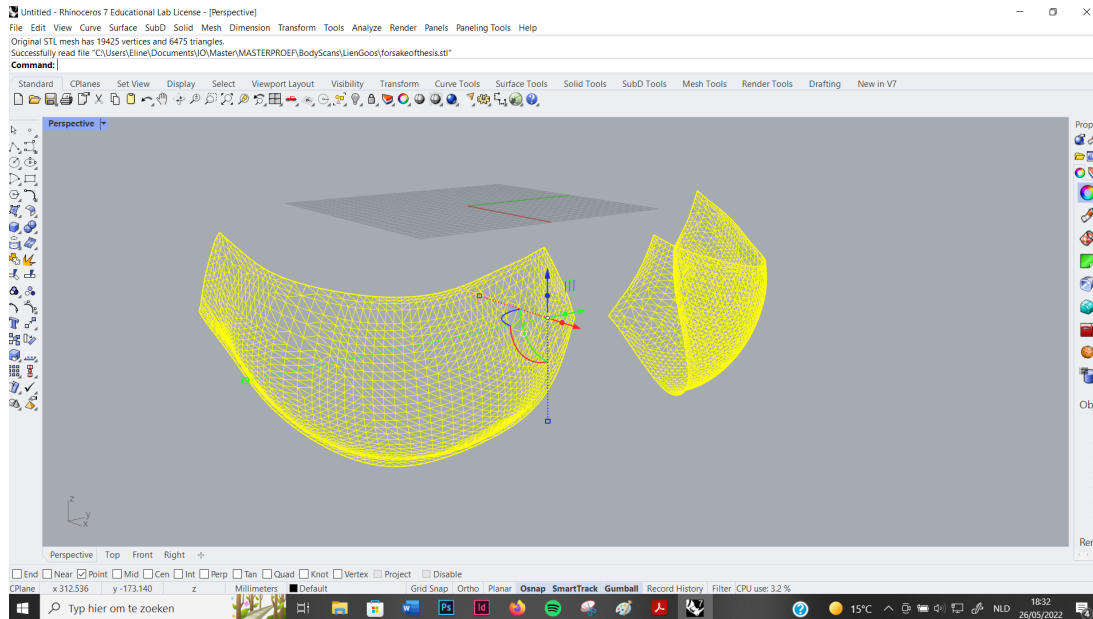 Untitled - Rhinoceros 7 Educational Lab License - [Perspective]
File Edit View Curve Surface SubD Solid Mesh Dimension Transform Tools Analyze Render Panels Paneling Tools Help
Original STL mesh has 19425 vertices and 6475 triangles.
Successfully read file "C:\Users\Eline\Documents\IO\Master\MASTERPROEF\BodyScans\LienGoos\forsakeofthesis.stl"
Command:
Standard CPlanes Set View Display Select Viewport Layout Visibility Transform Curve Tools Surface Tools Solid Tools SubD Tools Mesh Tools Render Tools Drafting New in V7
Perspective
Prop
Ob
z
y
x
Ren
Perspective Top Front Right
End Near Point Mid Cen Int Perp Tan Quad Knot Vertex Project Disable
CPlane x 312.536 y -173.140 z Millimeters Default Grid Snap Ortho Planar Osnap SmartTrack Gumball Record History Filter CPU use: 3.2 %
Typ hier om te zoeken W Ps Id ? 15°C NLD 18:32
26/05/2022 4